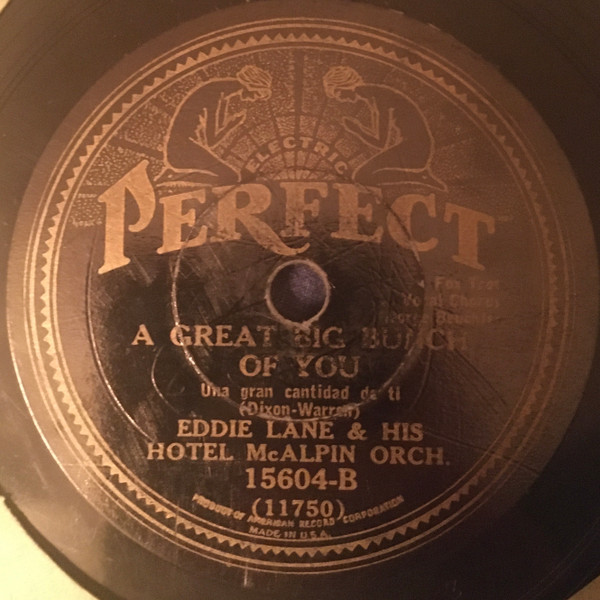 ELECTRIC
PERFECT
Fox Trot
Vocal Chorus
George
A GREAT BIG BUNCH
OF YOU
Una gran cantidad de ti
(Dixon-Warren)
EDDIE LANE & HIS
HOTEL McALPIN ORCH.
15604-B
(11750)
PRODUCT OF AMERICAN RECORD CORPORATION
MADE IN U.S.A.